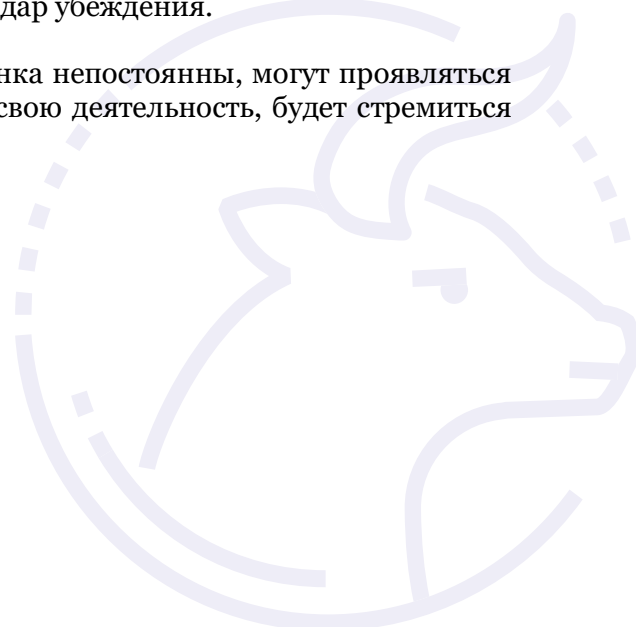 дар убеждения.
нка непостоянны, могут проявляться
свою деятельность, будет стремиться